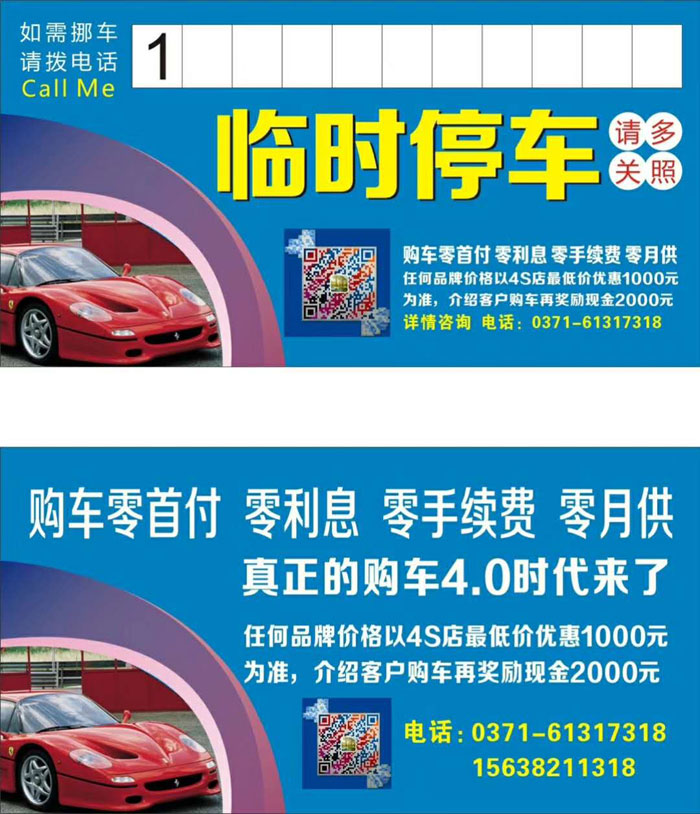 如需挪车
请拨电话
Call Me
1
临时停车
请多
关照
购车零首付 零利息 零手续费 零月供
任何品牌价格以4S店最低价优惠1000元
为准，介绍客户购车再奖励现金2000元
详情咨询 电话：0371-61317318
购车零首付 零利息 零手续费 零月供
真正的购车4.0时代来了
任何品牌价格以4S店最低价优惠1000元
为准，介绍客户购车再奖励现金2000元
电话：0371-61317318
15638211318